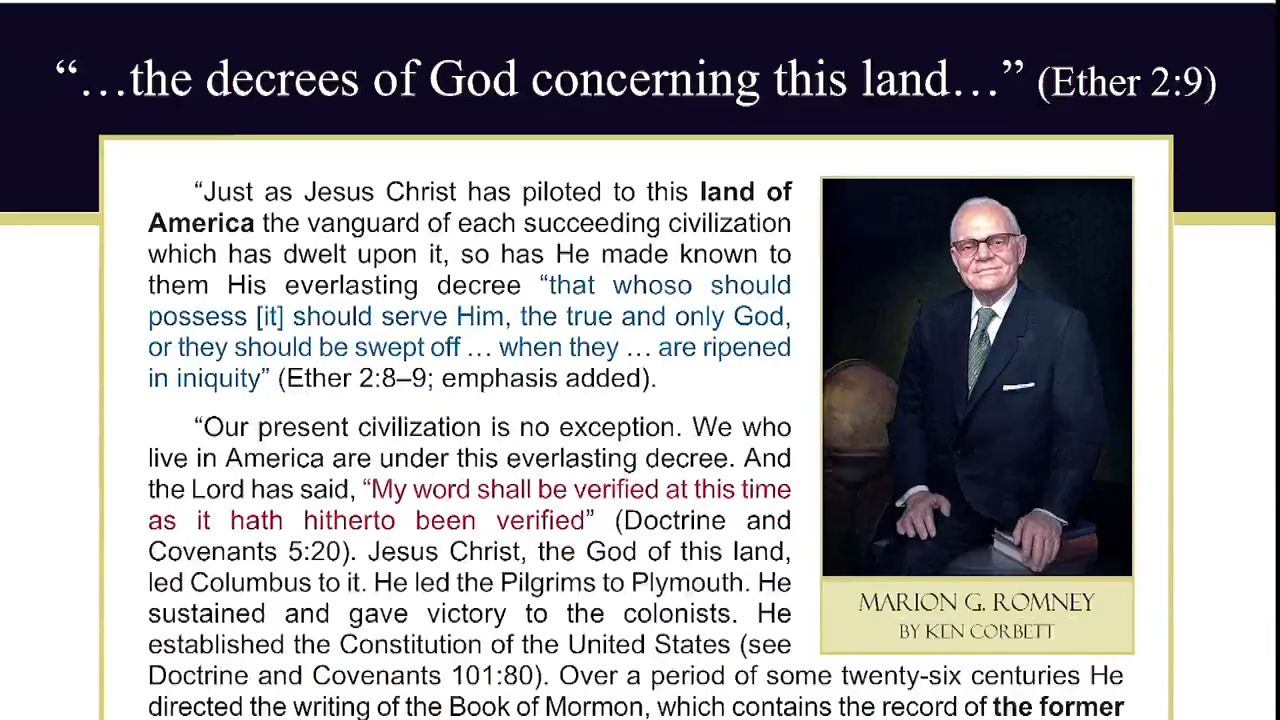 “…the decrees of God concerning this land…” (Ether 2:9)
“Just as Jesus Christ has piloted to this land of
America the vanguard of each succeeding civilization
which has dwelt upon it, so has He made known to
them His everlasting decree “that whoso should
possess [it] should serve Him, the true and only God,
or they should be swept off … when they … are ripened
in iniquity” (Ether 2:8–9; emphasis added).
“Our present civilization is no exception. We who
live in America are under this everlasting decree. And
the Lord has said, “My word shall be verified at this time
as it hath hitherto been verified” (Doctrine and
Covenants 5:20). Jesus Christ, the God of this land,
led Columbus to it. He led the Pilgrims to Plymouth. He
sustained and gave victory to the colonists. He
established the Constitution of the United States (see
Doctrine and Covenants 101:80). Over a period of some twenty-six centuries He
directed the writing of the Book of Mormon, which contains the record of the former
MARION G. ROMNEY
BY KEN CORBETT